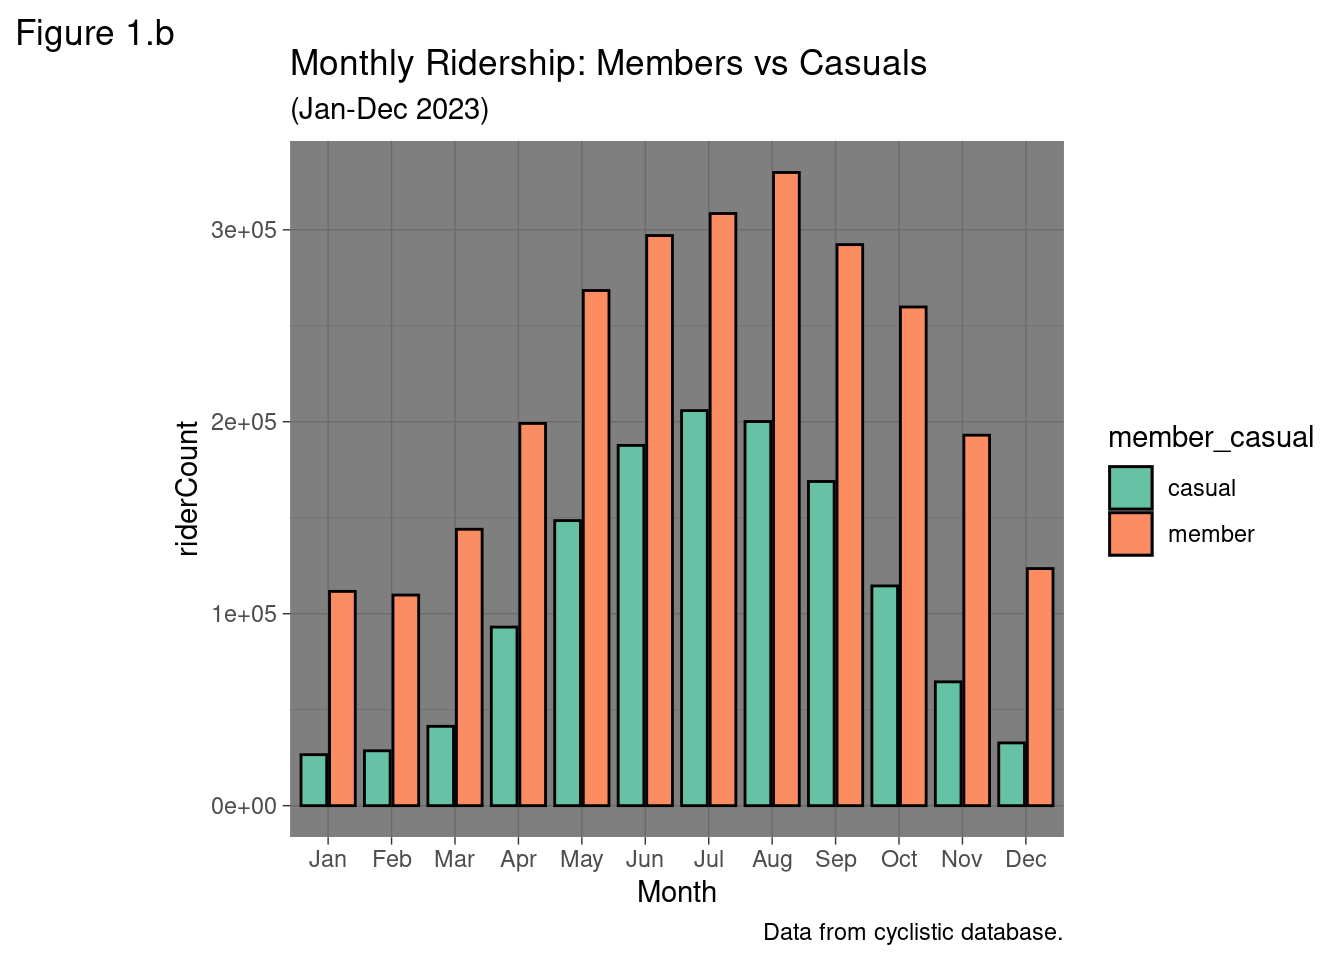 Figure 1.b
Monthly Ridership: Members vs Casuals
(Jan-Dec 2023)
riderCount
3e+05
2e+05
1e+05
0e+00
Jan Feb Mar Apr May Jun Jul Aug Sep Oct Nov Dec
Month
member_casual
casual
member
Data from cyclistic database.